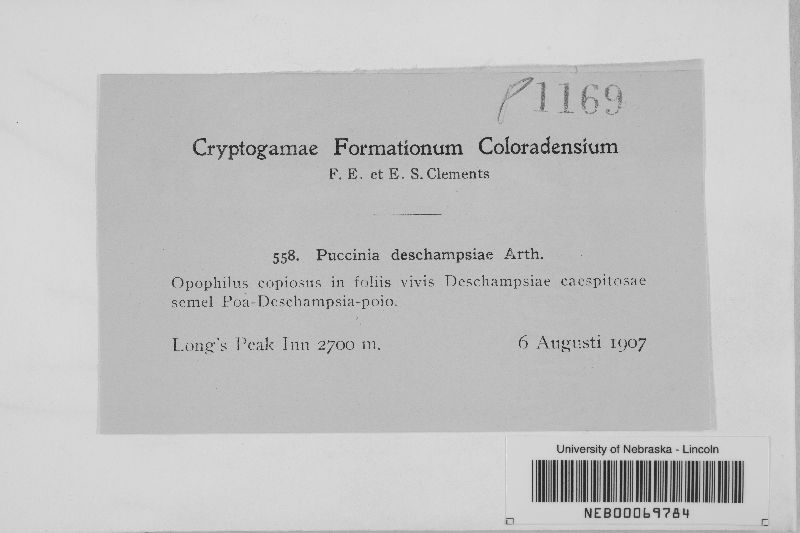 P1169
Cryptogamae Formationum Coloradensium
F. E. et E. S. Clements
558. Puccinia deschampsiae Arth.
Opophilus copiosus in foliis vivis Deschampsiae caespitosae
semel Poa-Deschampsia-poio.
Long's Peak Inn 2700 m. 6 Augusti 1907
University of Nebraska - Lincoln
NEB00069784